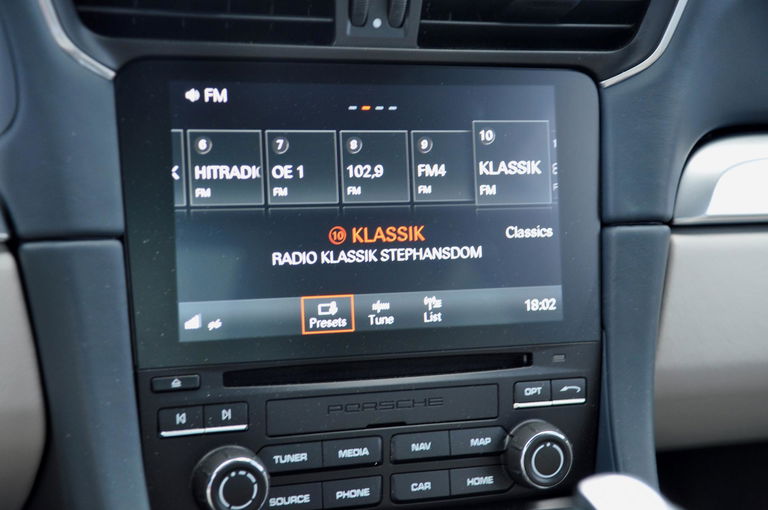 FM
6 7 8 9 10
K HITRADK OE 1 102,9 FM4 KLASSIK
FM FM FM FM FM
10 KLASSIK
Classics
RADIO KLASSIK STEPHANSDOM
Presets Tune List 18:02
PORSCHE
OPT
TUNER MEDIA NAV MAP
SOURCE PHONE CAR HOME